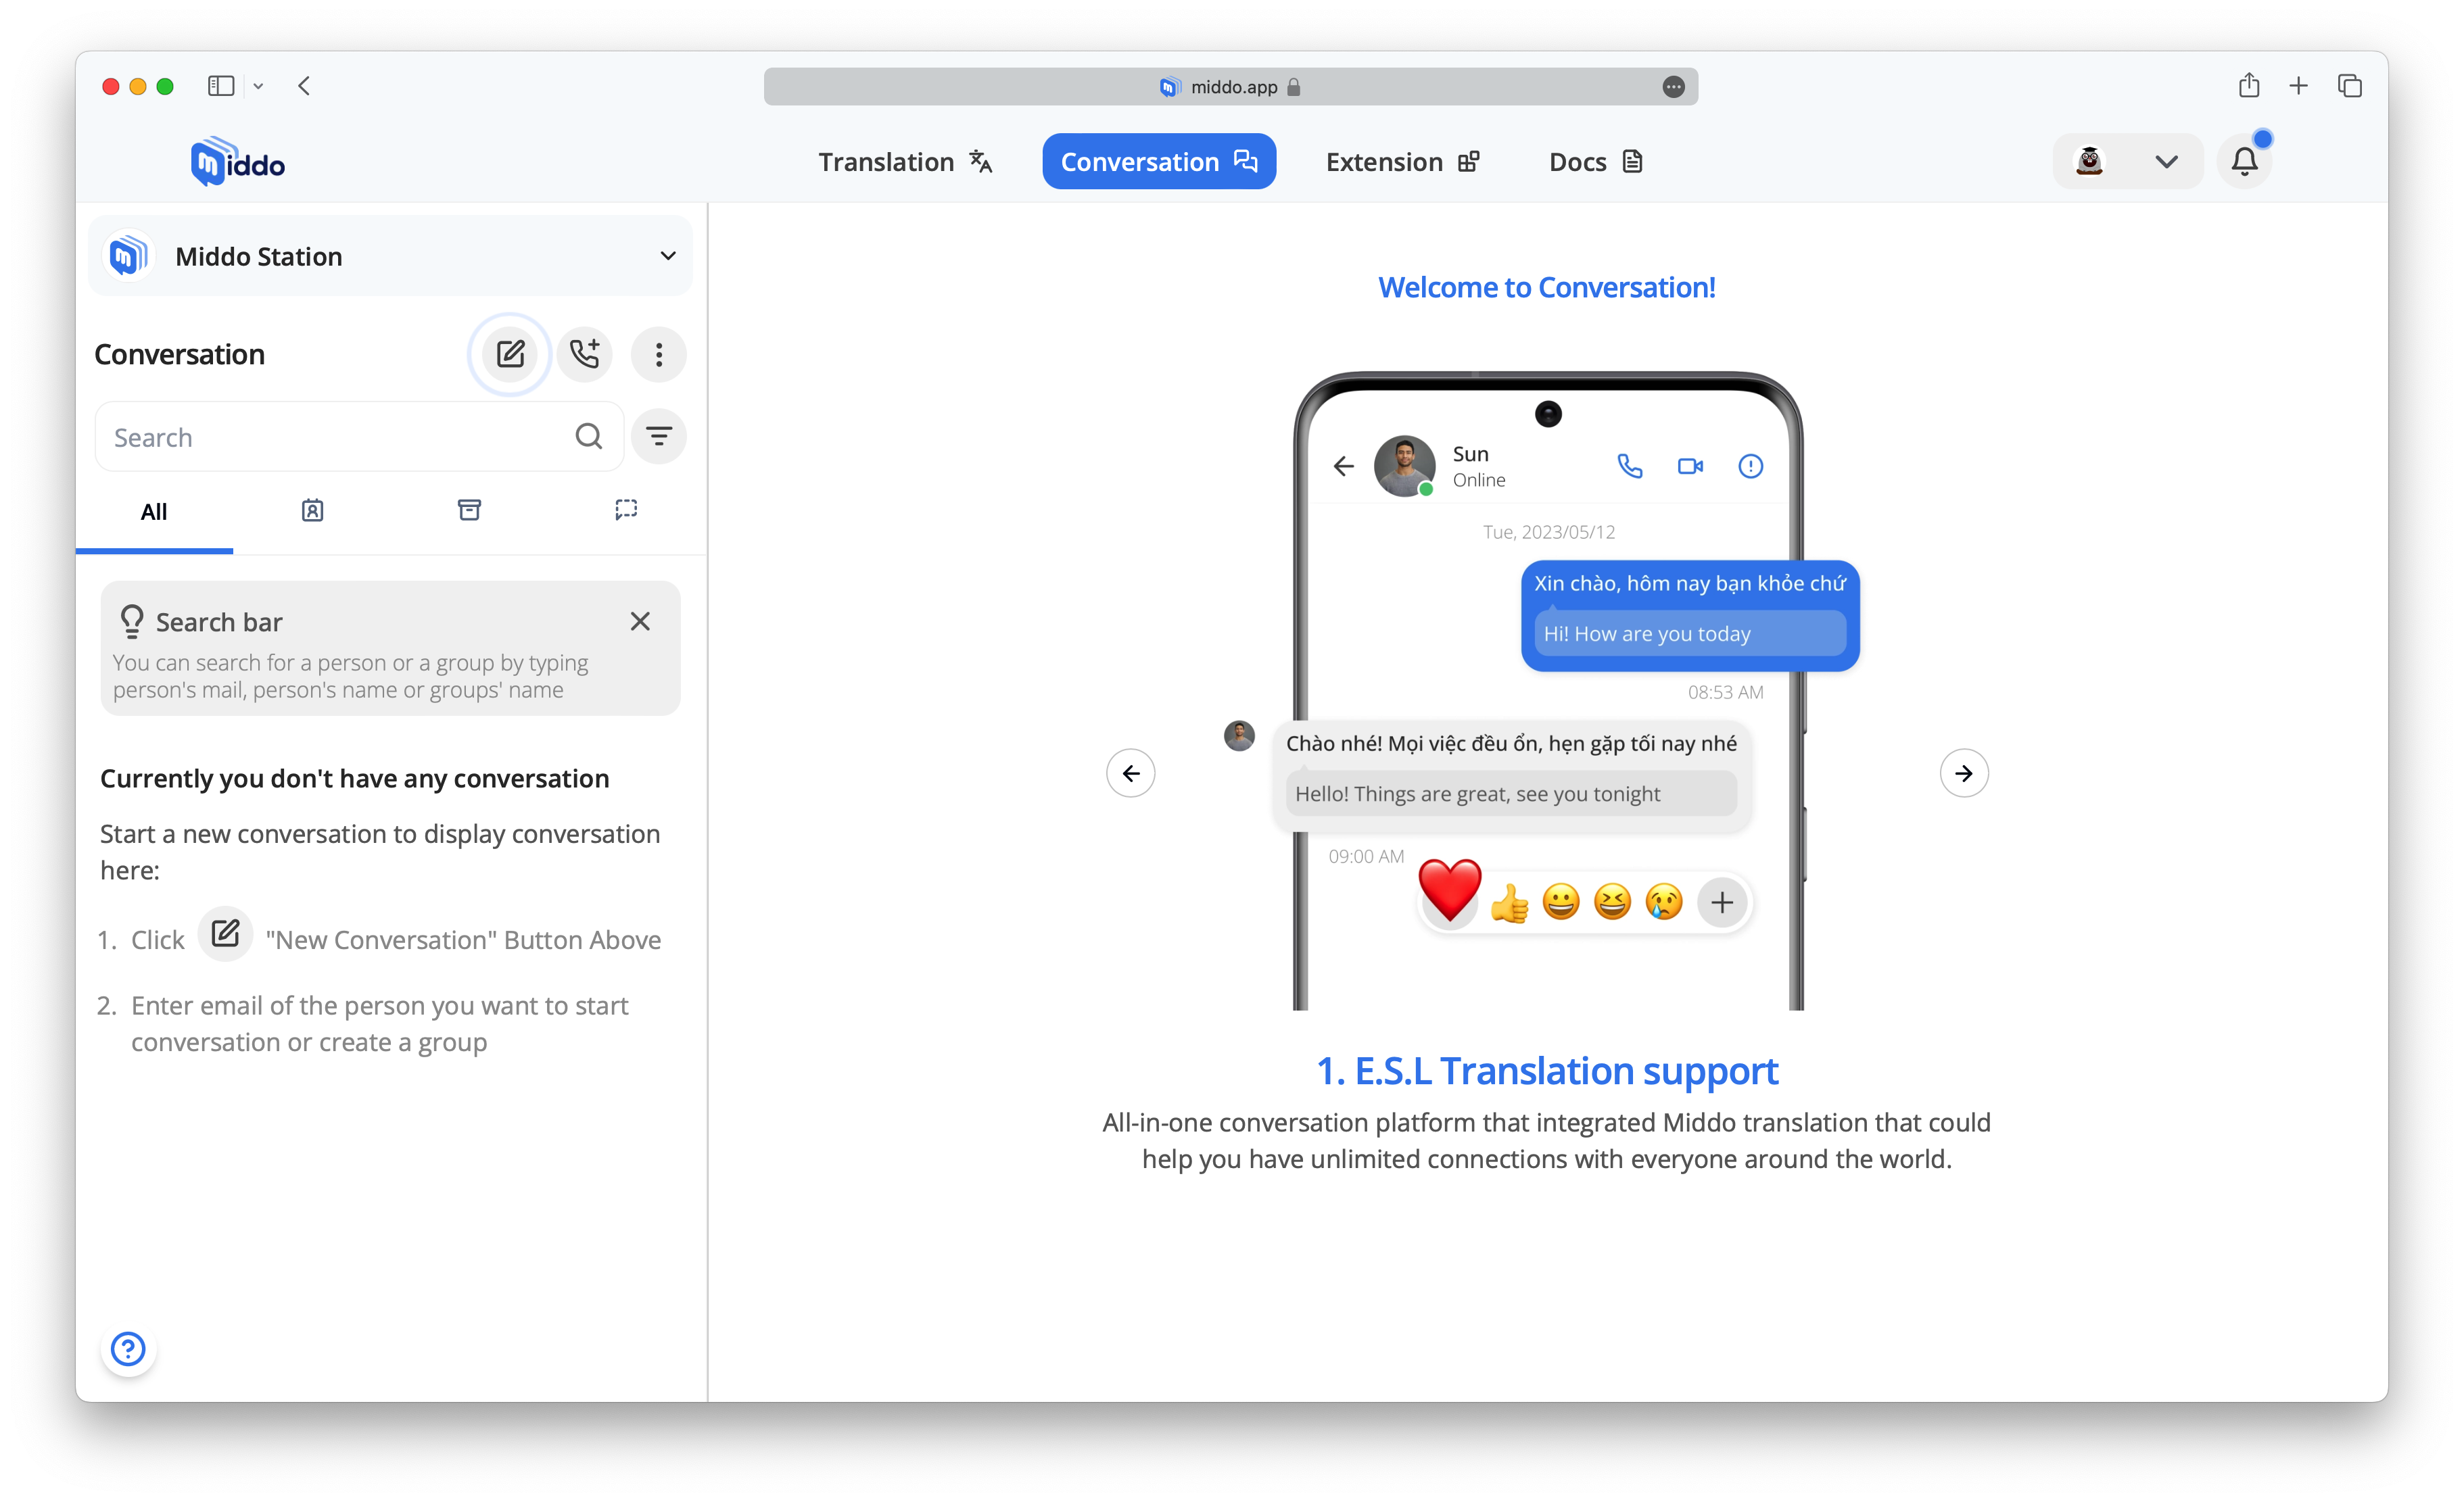 middo.app
middo
Translation
Conversation
Extension
Docs
Middo Station
Conversation
Search
All
Search bar
You can search for a person or a group by typing
person's mail, person's name or groups' name
Currently you don't have any conversation
Start a new conversation to display conversation
here:
1. Click "New Conversation" Button Above
2. Enter email of the person you want to start
conversation or create a group
Welcome to Conversation!
Sun
Online
Tue, 2023/05/12
Xin chào, hôm nay bạn khỏe chứ
Hi! How are you today
08:53 AM
Chào nhé! Mọi việc đều ổn, hẹn gặp tối nay nhé
Hello! Things are great, see you tonight
09:00 AM
1. E.S.L Translation support
All-in-one conversation platform that integrated Middo translation that could
help you have unlimited connections with everyone around the world.